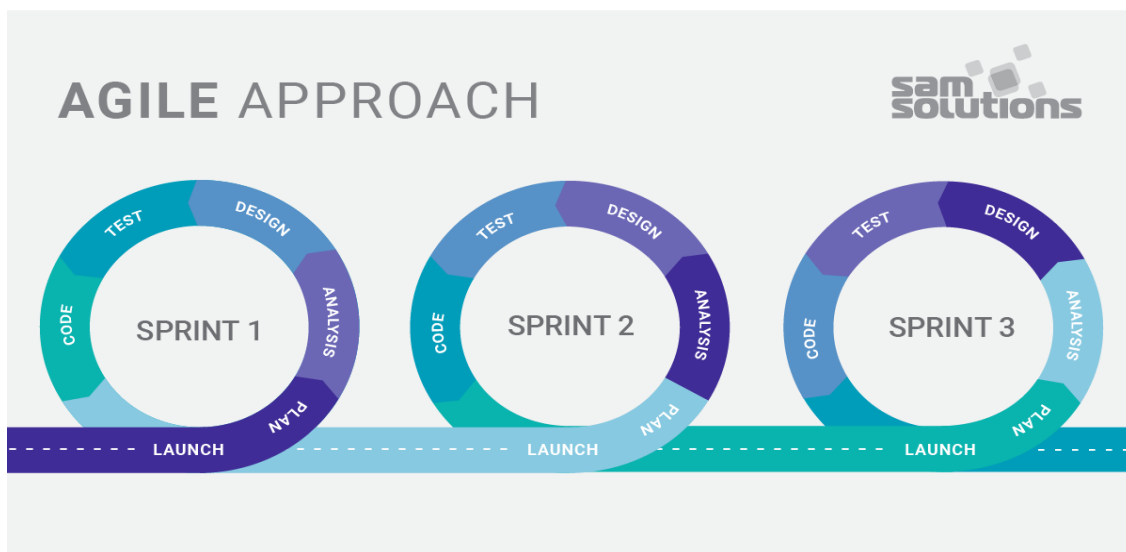 AGILE APPROACH
sam
solutions
TEST
DESIGN
CODE
ANALYSIS
SPRINT 1
PLAN
LAUNCH
TEST
DESIGN
CODE
ANALYSIS
SPRINT 2
PLAN
LAUNCH
TEST
DESIGN
CODE
ANALYSIS
SPRINT 3
PLAN
LAUNCH